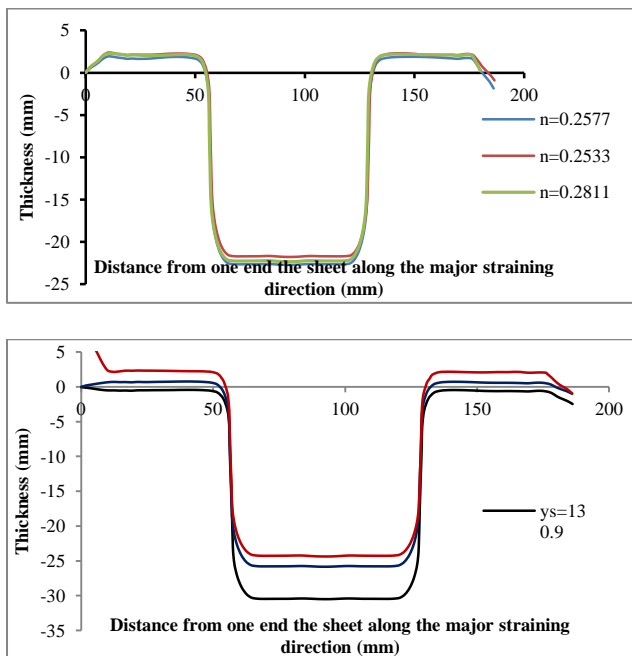 5
0
-5
-10
-15
-20
-25
0 50 100 150 200
Thickness (mm)
n=0.2577
n=0.2533
n=0.2811
Distance from one end the sheet along the major straining
direction (mm)
5
0
-5
-10
-15
-20
-25
-30
-35
0 50 100 150 200
Thickness (mm)
ys=13
0.9
Distance from one end the sheet along the major straining
direction (mm)